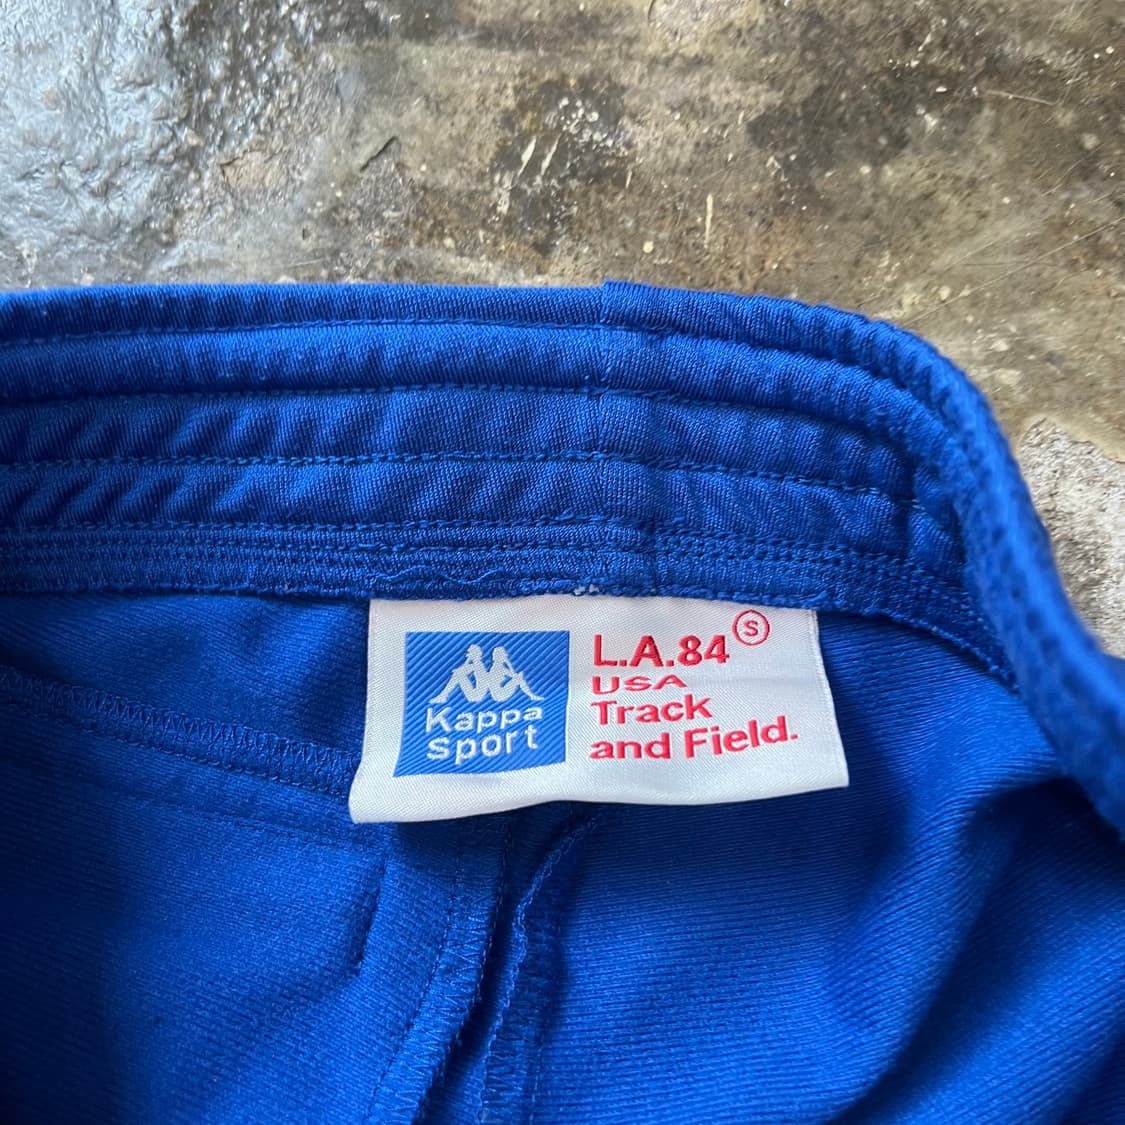 Kappa
sport
L.A.84 S
USA
Track
and Field.